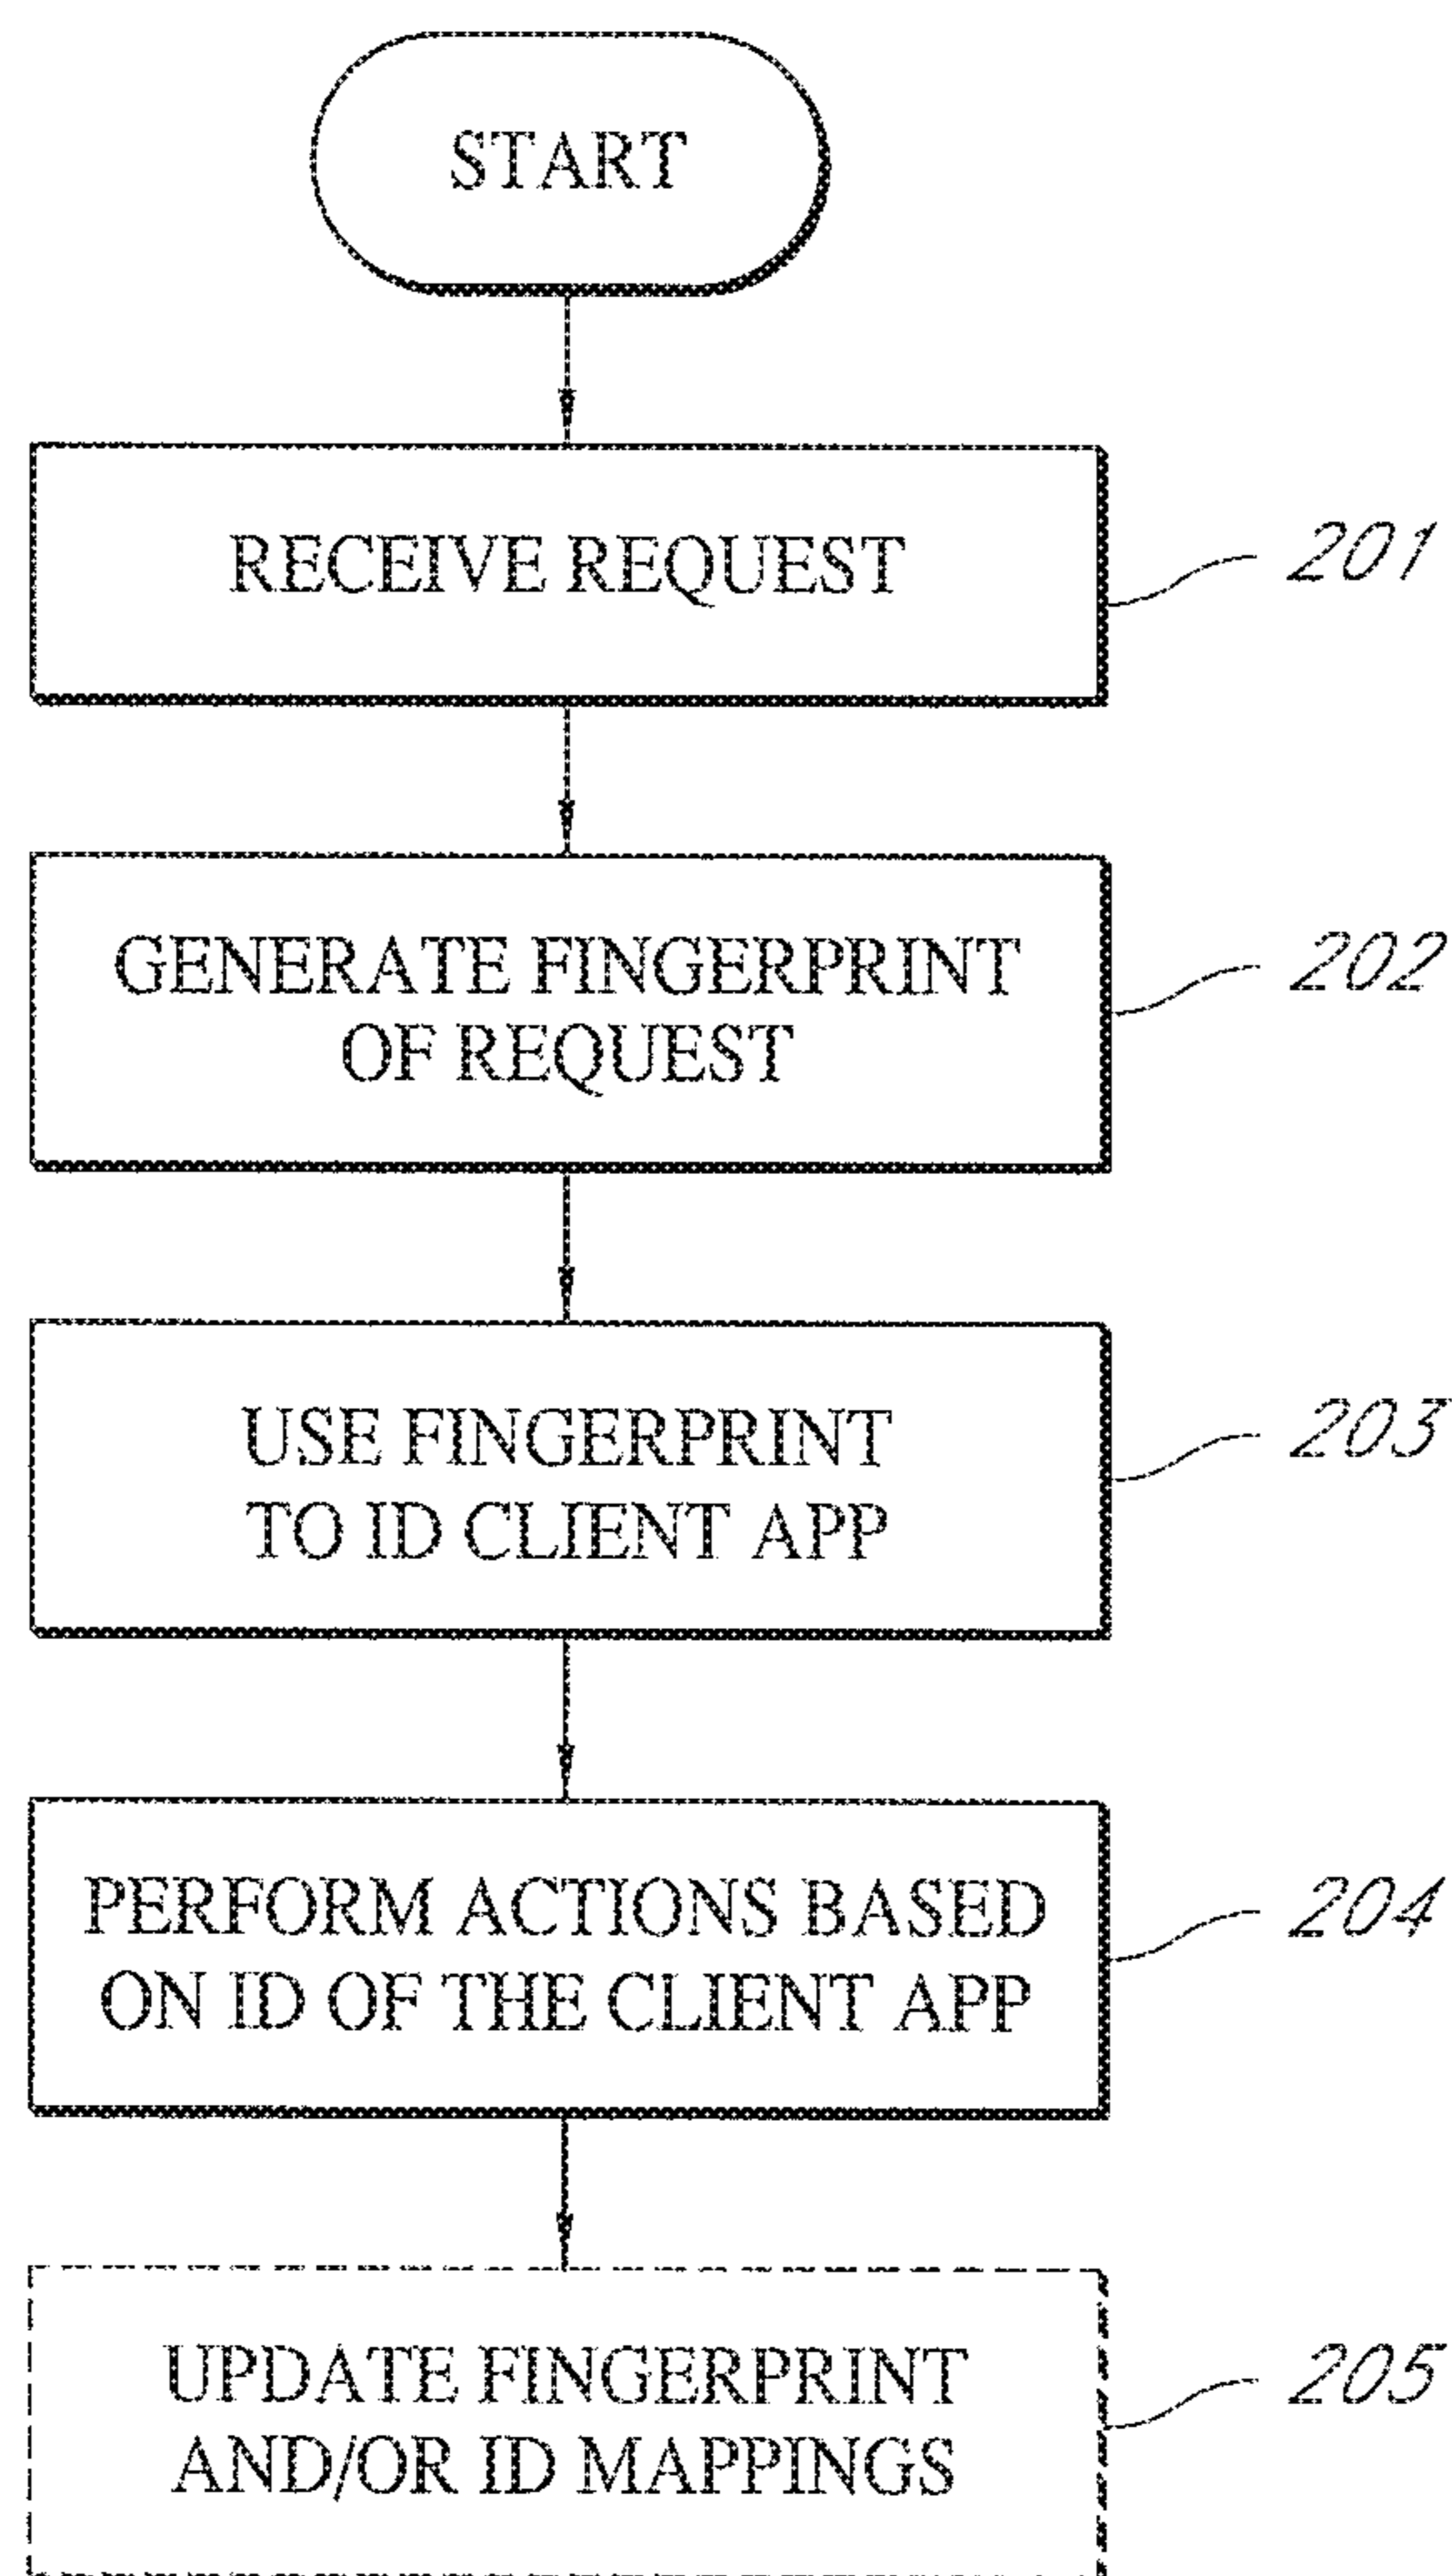 START
RECEIVE REQUEST
201
GENERATE FINGERPRINT
OF REQUEST
202
USE FINGERPRINT
TO ID CLIENT APP
203
PERFORM ACTIONS BASED
ON ID OF THE CLIENT APP
204
UPDATE FINGERPRINT
AND/OR ID MAPPINGS
205